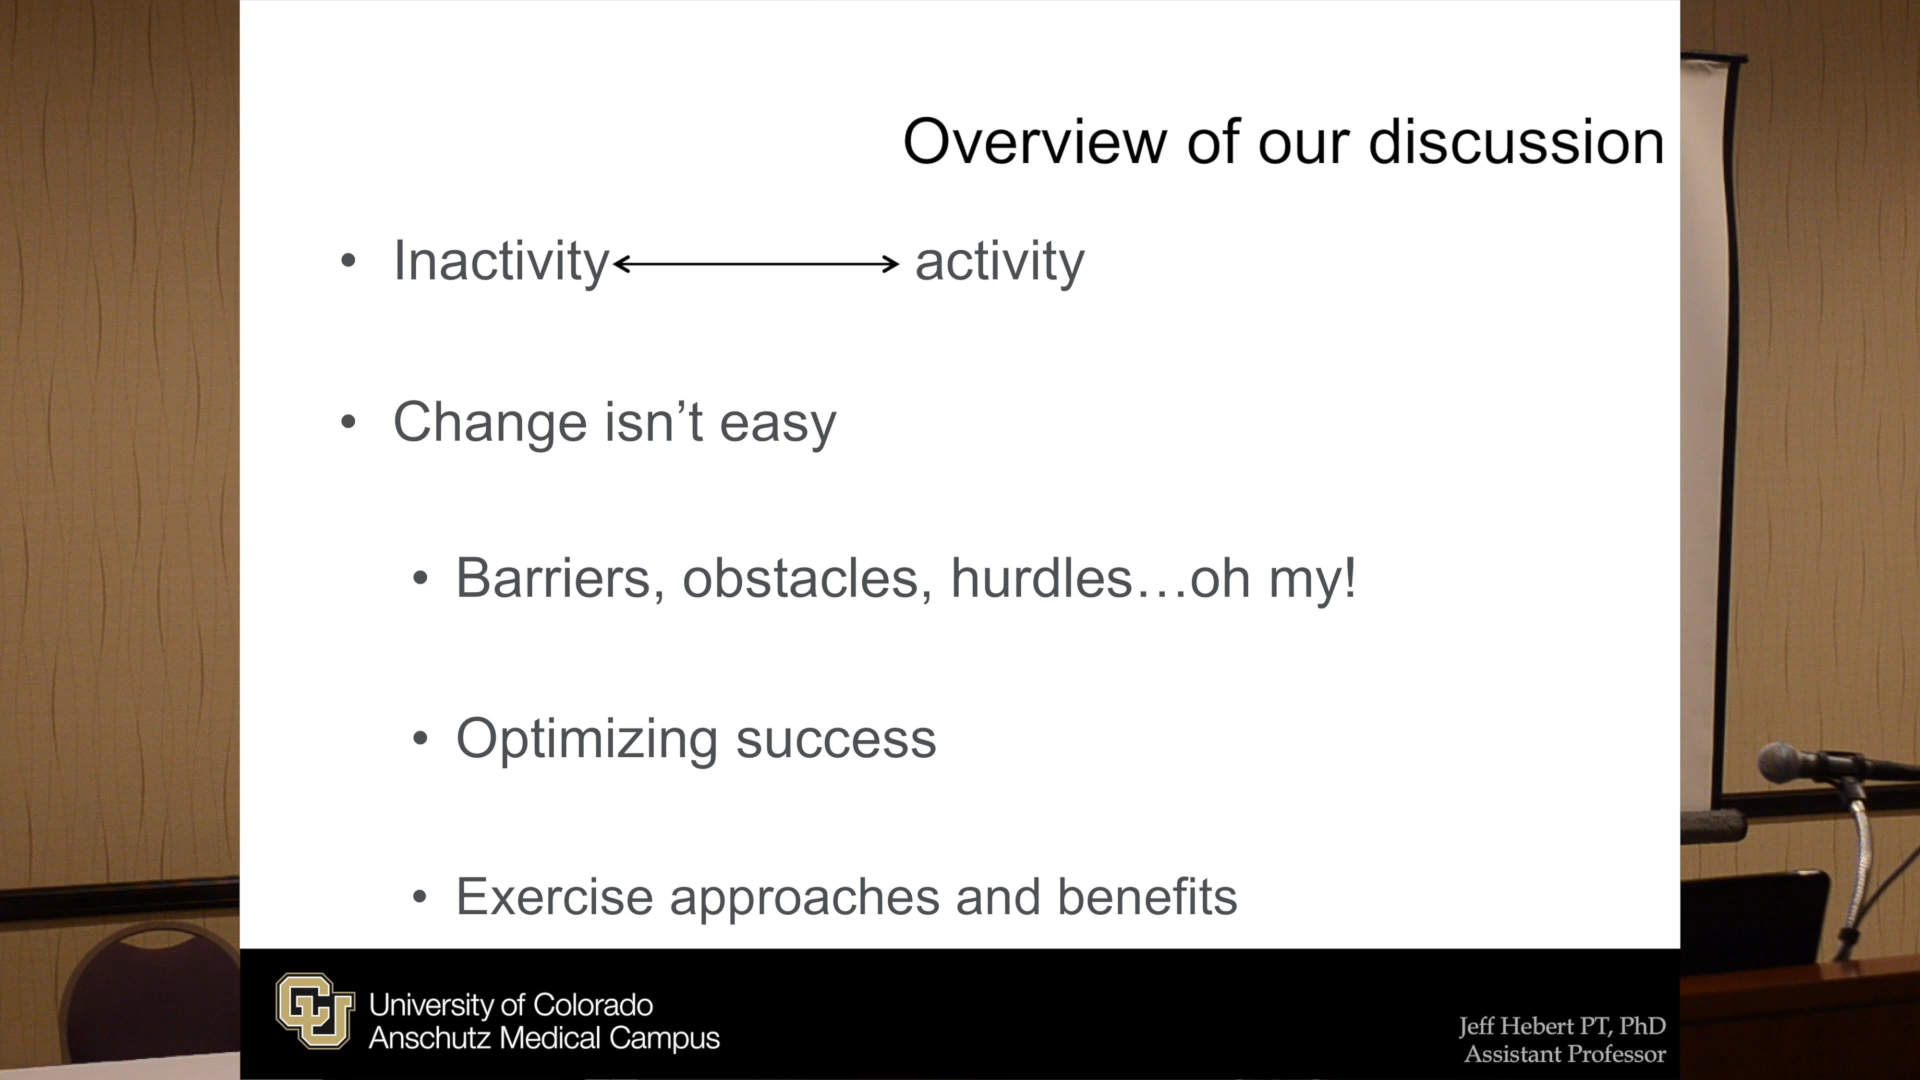 Overview of our discussion
• Inactivity ⟷ activity
• Change isn’t easy
• Barriers, obstacles, hurdles…oh my!
• Optimizing success
• Exercise approaches and benefits
CU
University of Colorado
Anschutz Medical Campus
Jeff Hebert PT, PhD
Assistant Professor